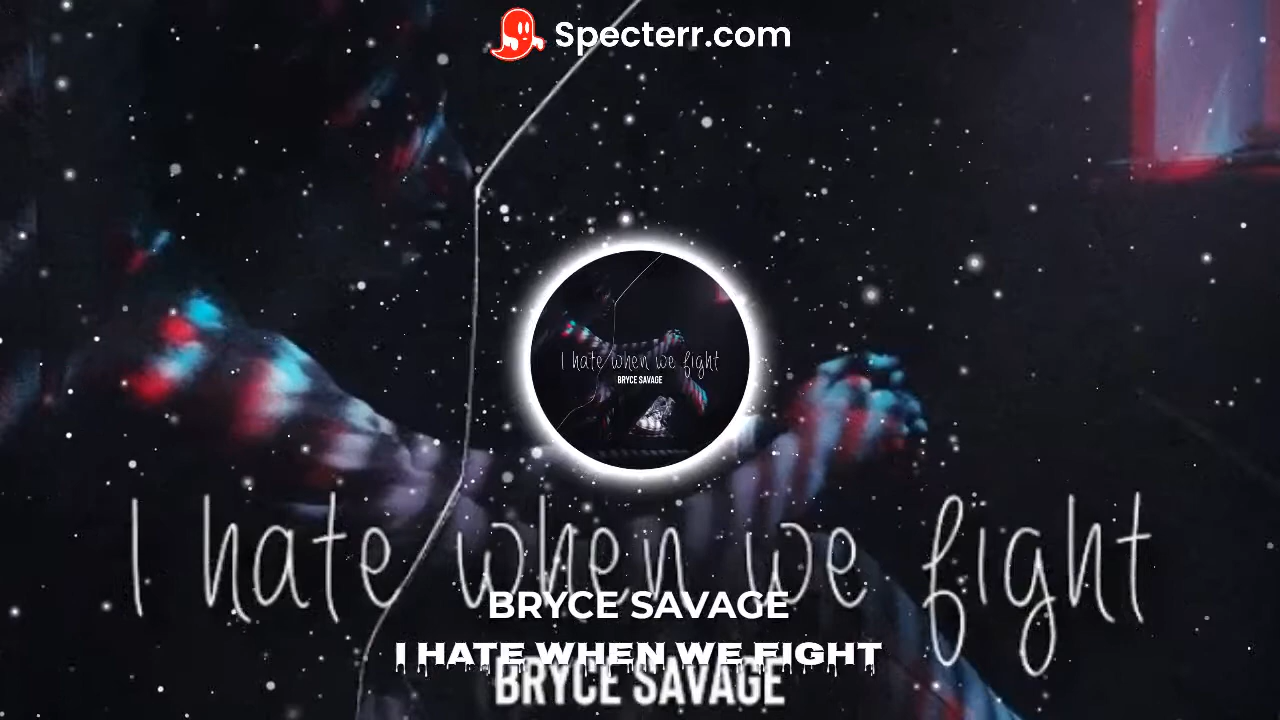 Specterr.com
I hate when we fight
BRYCE SAVAGE
I hate when we fight
BRYCE SAVAGE
I HATE WHEN WE FIGHT
BRYCE SAVAGE